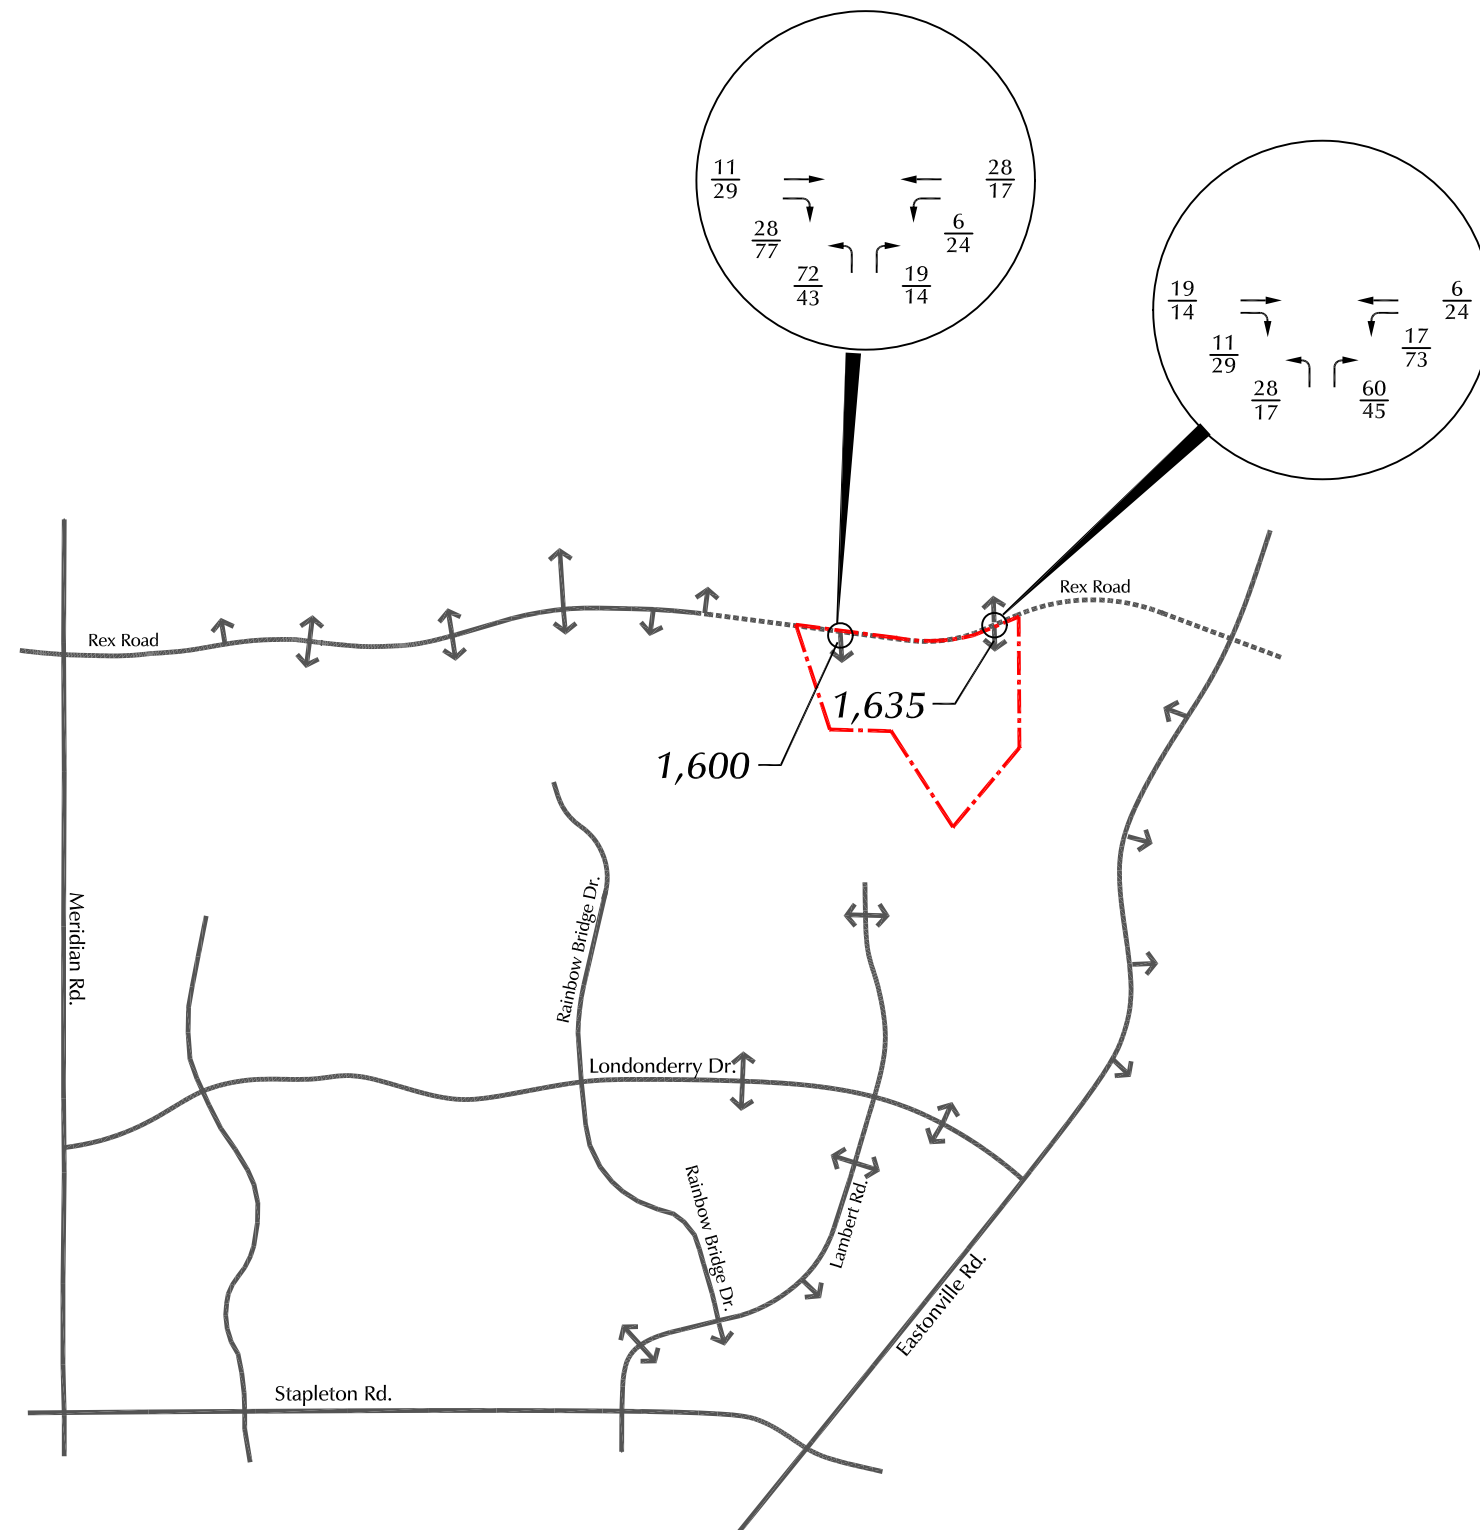 11
29
28
17
28
77
6
24
72
43
19
14
19
14
6
24
11
29
17
73
28
17
60
45
Rex Road
Rex Road
1,635
1,600
Meridian Rd.
Rainbow Bridge Dr.
Londonderry Dr.
Rainbow Bridge Dr.
Lambert Rd.
Eastonville Rd.
Stapleton Rd.